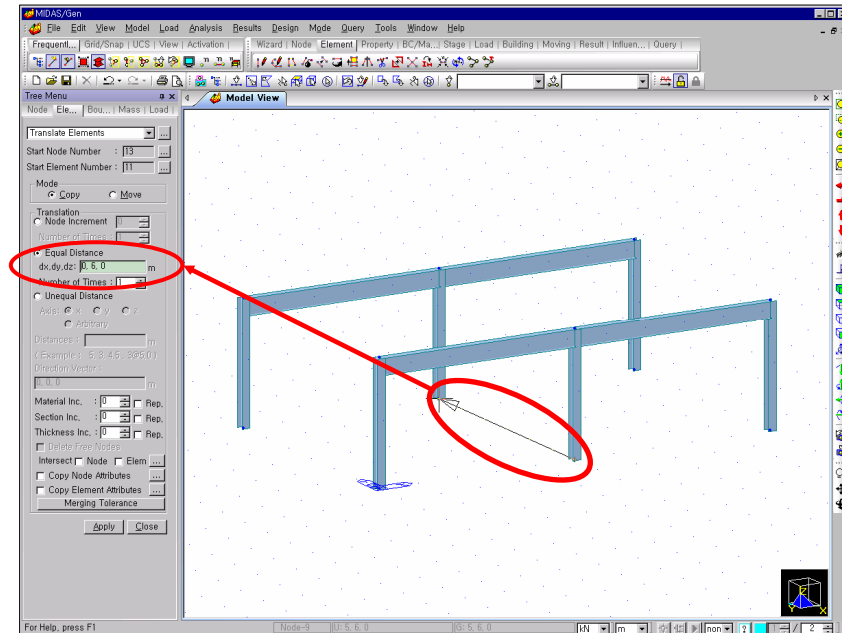 MIDAS/Gen
File Edit View Model Load Analysis Results Design Mode Query Tools Window Help
Frequentl... | Grid/Snap | UCS | View | Activation |
Wizard | Node Element | Property | BC/Ma... | Stage | Load | Building | Moving | Result | Influen... | Query |
Tree Menu
Node Ele... | Bou... | Mass | Load |
Model View
Translate Elements
Start Node Number : 13
Start Element Number : 11
Mode
Copy Move
Translation
Node Increment 0
Number of Times : 1
Equal Distance
dx,dy,dz: 0, 6, 0 m
Number of Times : 1
Unequal Distance
Axis: x y z
Arbitrary
Distances : m
( Example : 5, 3, 4.5 , 3@5.0 )
Direction Vector :
0, 0, 0 m
Material Inc. : 0 Rep.
Section Inc. : 0 Rep.
Thickness Inc. : 0 Rep.
Delete Free Nodes
Intersect Node Elem ...
Copy Node Attributes ...
Copy Element Attributes ...
Merging Tolerance
Apply Close
Z
Y X
For Help, press F1
Node-9
U: 5, 6, 0
G: 5, 6, 0
kN
m
non
1 / 2